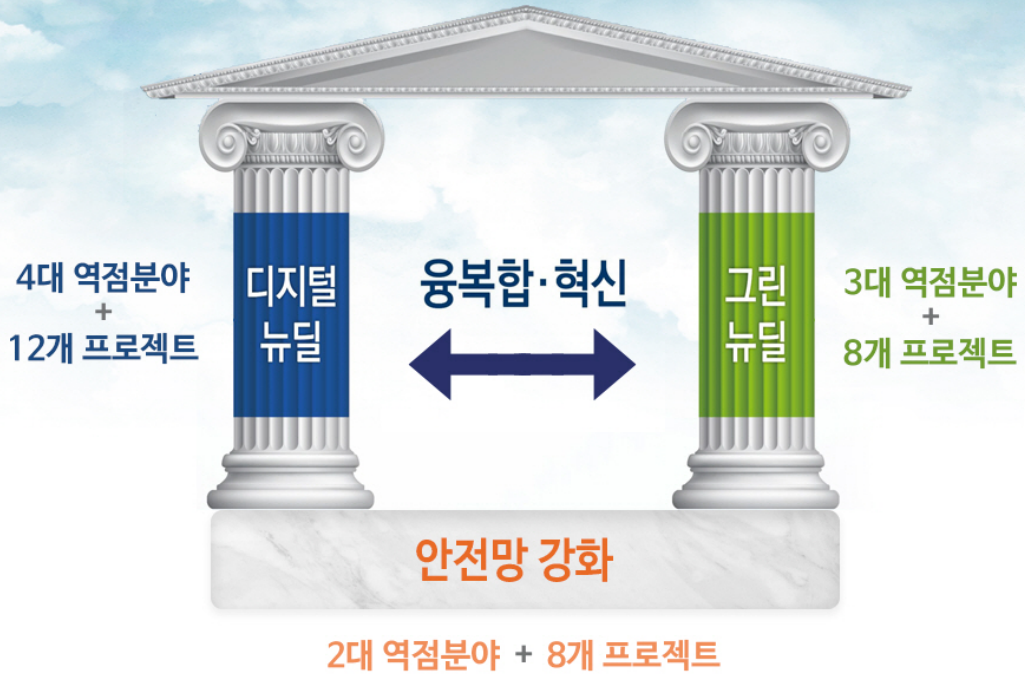 4대 역점분야
+
12개 프로젝트
디지털
뉴딜
융복합·혁신
그린
뉴딜
3대 역점분야
+
8개 프로젝트
안전망 강화
2대 역점분야 + 8개 프로젝트